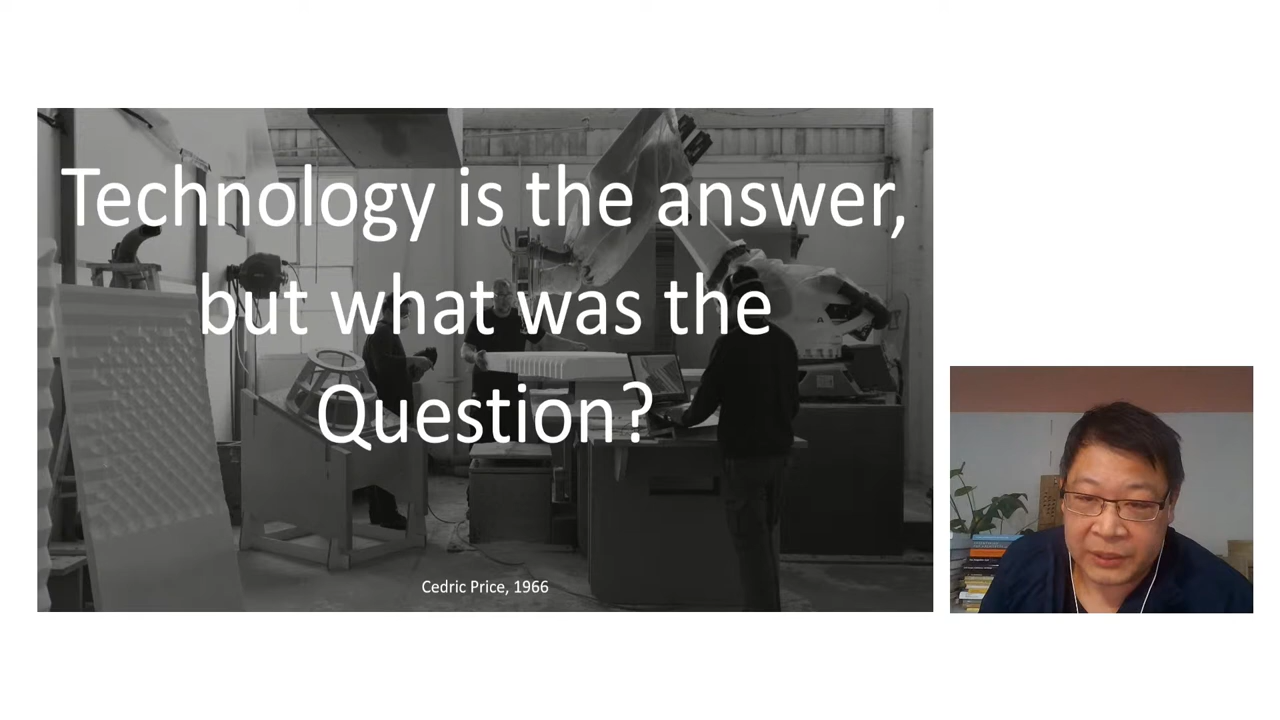 Technology is the answer,
but what was the
Question?
Cedric Price, 1966